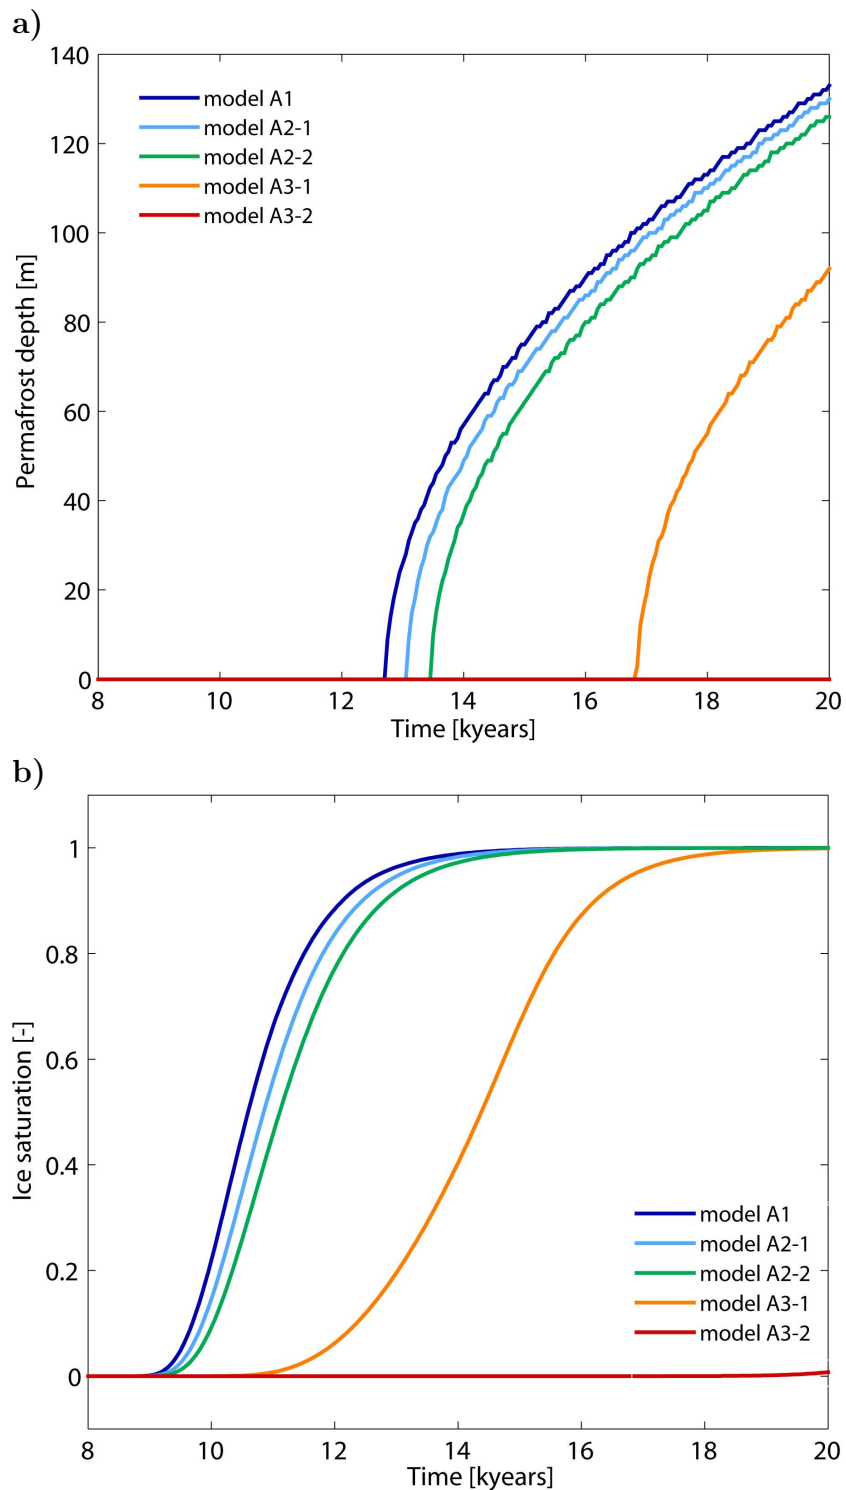 a)
140
120
100
80
60
40
20
0
Permafrost depth [m]
model A1
model A2-1
model A2-2
model A3-1
model A3-2
8 10 12 14 16 18 20
Time [kyears]
b)
1
0.8
0.6
0.4
0.2
0
Ice saturation [-]
model A1
model A2-1
model A2-2
model A3-1
model A3-2
8 10 12 14 16 18 20
Time [kyears]